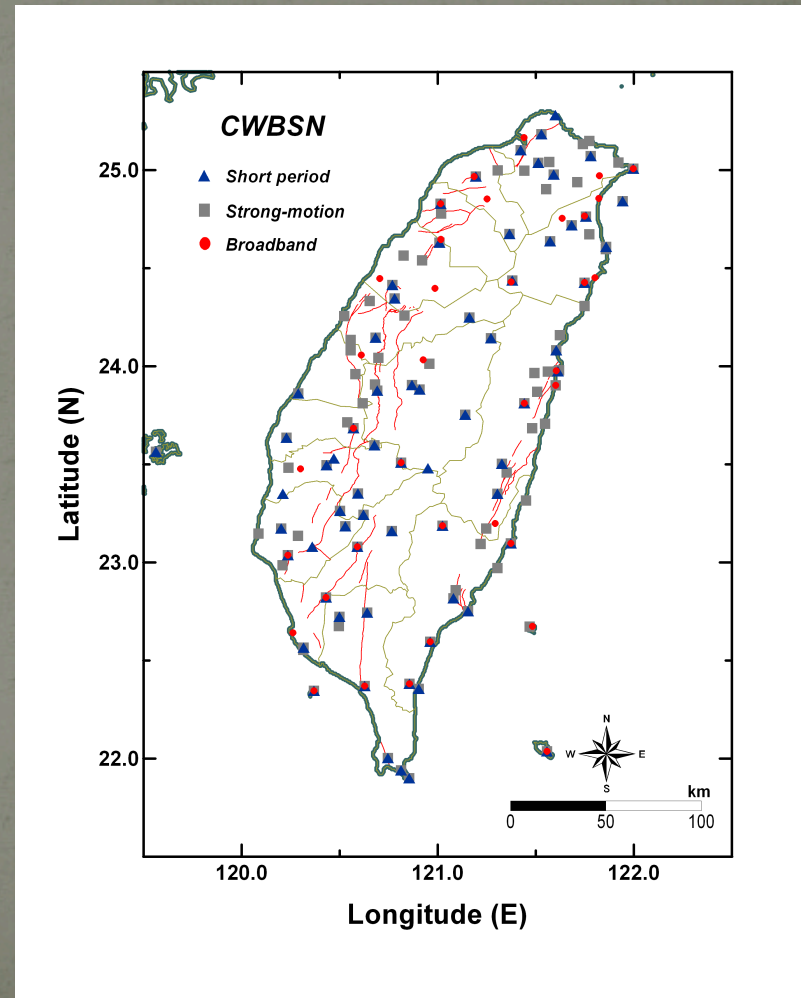 CWBSN
Short period
Strong-motion
Broadband
25.0
24.0
23.0
22.0
Latitude (N)
N
W
E
S
km
0
50
100
120.0
121.0
122.0
Longitude (E)